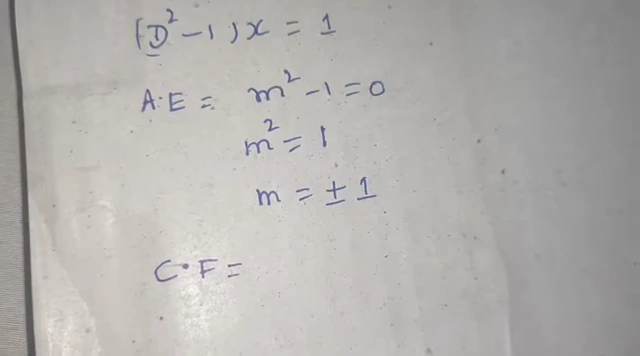 (D² - 1) x = 1
A·E = m² - 1 = 0
m² = 1
m = ± 1
C·F =